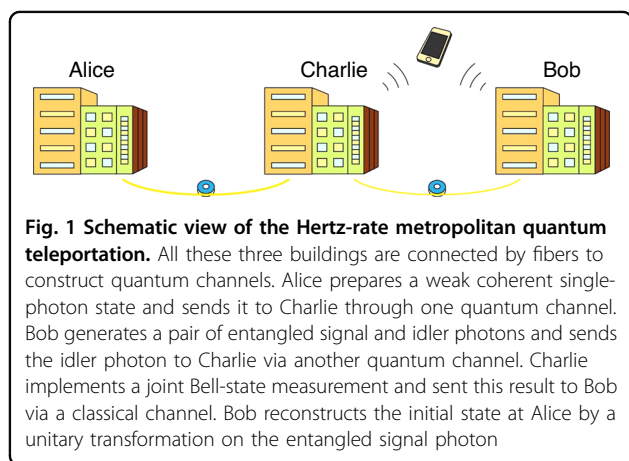 Alice Charlie Bob
Fig. 1 Schematic view of the Hertz-rate metropolitan quantum
teleportation. All these three buildings are connected by fibers to
construct quantum channels. Alice prepares a weak coherent single-
photon state and sends it to Charlie through one quantum channel.
Bob generates a pair of entangled signal and idler photons and sends
the idler photon to Charlie via another quantum channel. Charlie
implements a joint Bell-state measurement and sent this result to Bob
via a classical channel. Bob reconstructs the initial state at Alice by a
unitary transformation on the entangled signal photon